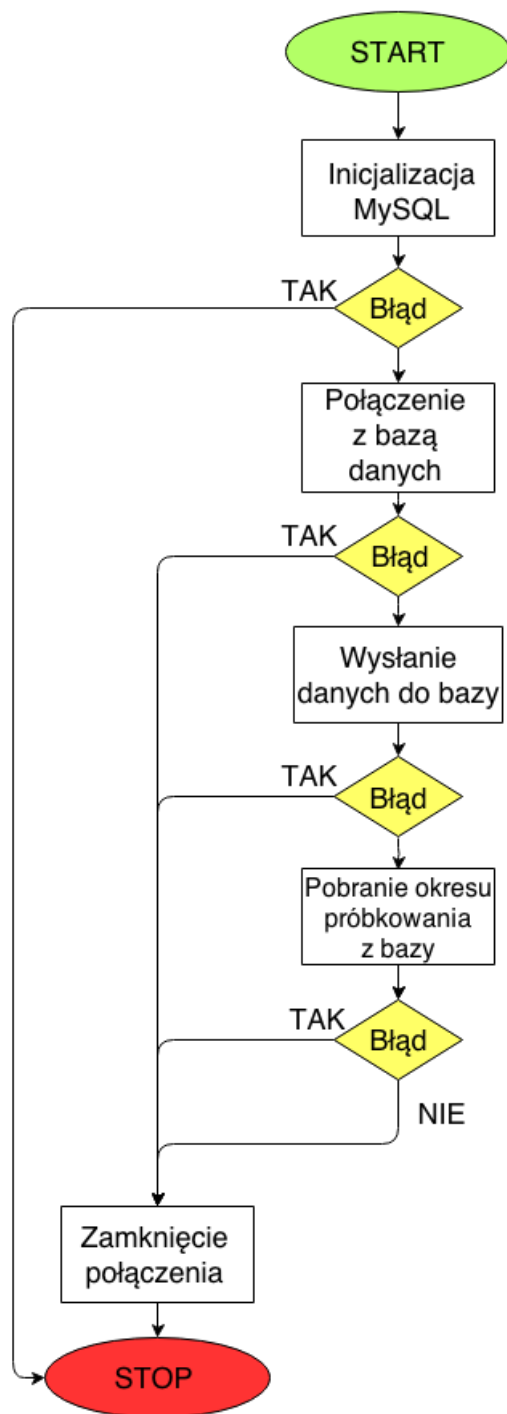 START
Inicjalizacja
MySQL
TAK
Błąd
Połączenie
z bazą
danych
TAK
Błąd
Wysłanie
danych do bazy
TAK
Błąd
Pobranie okresu
próbkowania
z bazy
TAK
Błąd
NIE
Zamknięcie
połączenia
STOP